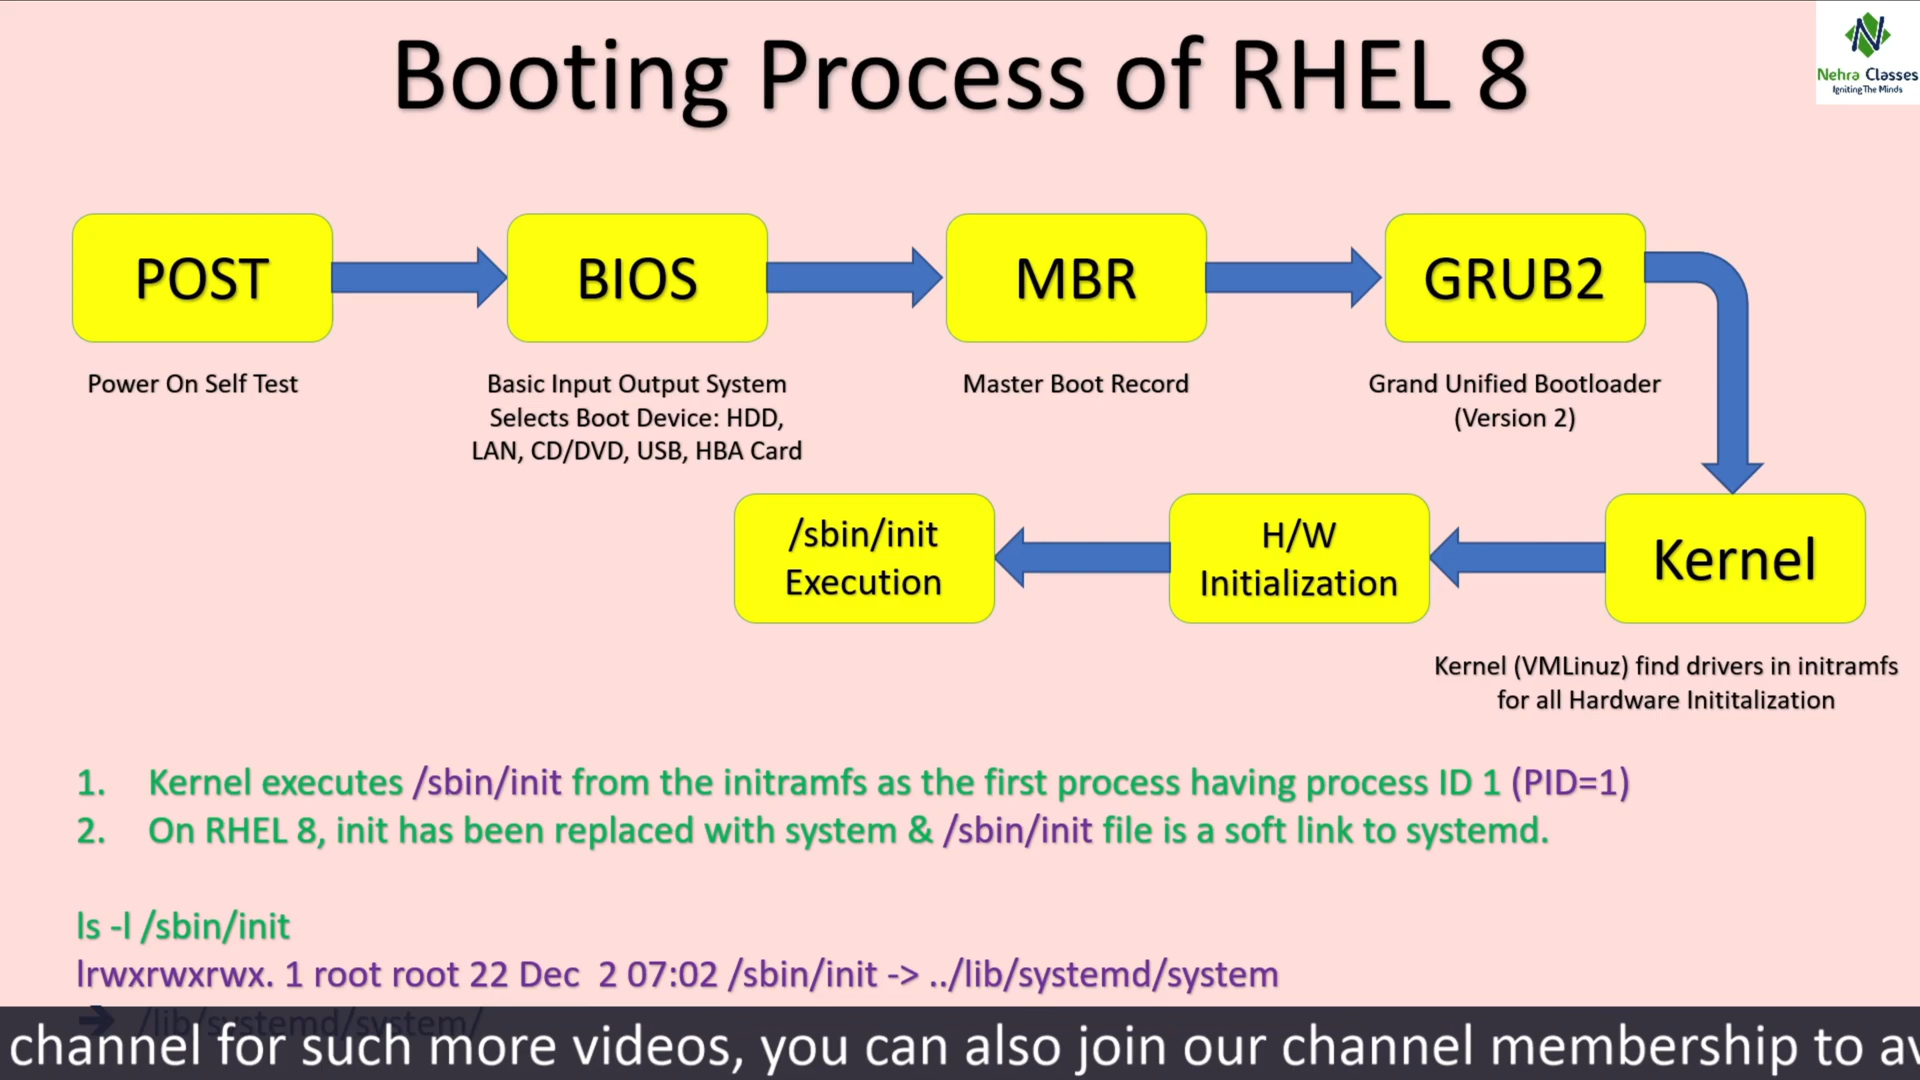 Booting Process of RHEL 8
N
Nehra Classes
Igniting The Minds
POST
BIOS
MBR
GRUB2
Power On Self Test
Basic Input Output System
Selects Boot Device: HDD,
LAN, CD/DVD, USB, HBA Card
Master Boot Record
Grand Unified Bootloader
(Version 2)
/sbin/init
Execution
H/W
Initialization
Kernel
Kernel (VMLinuz) find drivers in initramfs
for all Hardware Inititalization
1. Kernel executes /sbin/init from the initramfs as the first process having process ID 1 (PID=1)
2. On RHEL 8, init has been replaced with system & /sbin/init file is a soft link to systemd.
ls -l /sbin/init
lrwxrwxrwx. 1 root root 22 Dec  2 07:02 /sbin/init -> ../lib/systemd/system
➔ /lib/systemd/system/
channel for such more videos, you can also join our channel membership to av